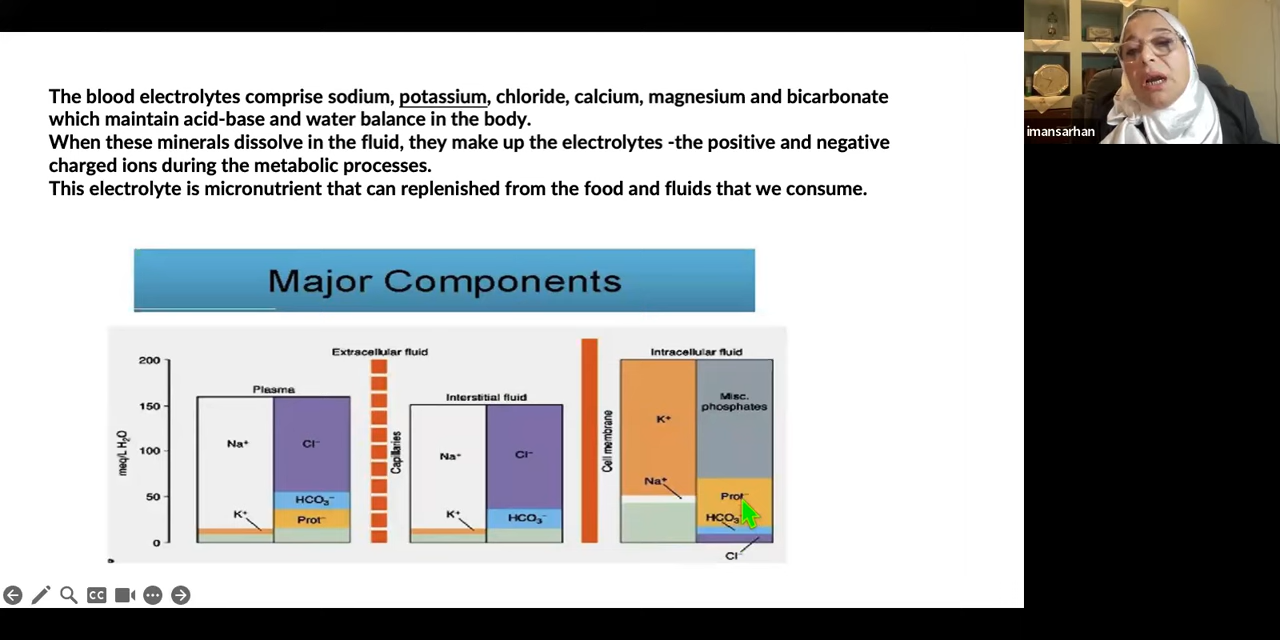 The blood electrolytes comprise sodium, potassium, chloride, calcium, magnesium and bicarbonate
which maintain acid-base and water balance in the body.
When these minerals dissolve in the fluid, they make up the electrolytes -the positive and negative
charged ions during the metabolic processes.
This electrolyte is micronutrient that can replenished from the food and fluids that we consume.
imansarhan
Major Components
Extracellular fluid
Intracellular fluid
Plasma
Interstitial fluid
meq/L H₂O
200
150
100
50
0
Na⁺
Cl⁻
HCO₃⁻
K⁺
Prot⁻
Capillaries
Na⁺
Cl⁻
K⁺
HCO₃⁻
Cell membrane
K⁺
Misc.
phosphates
Na⁺
Prot⁻
HCO₃
Cl⁻
CC